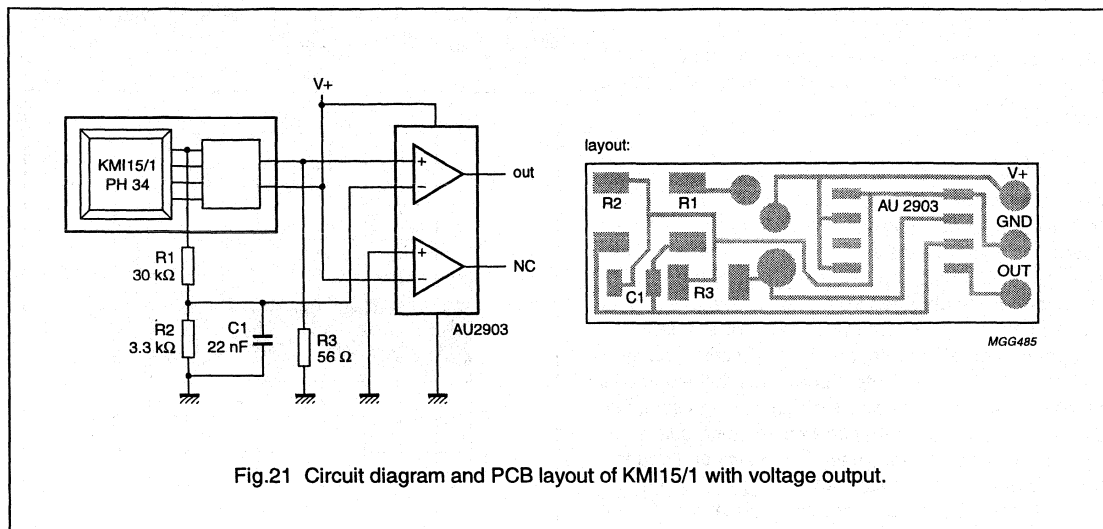 V+
KMI15/1
PH 34
+
−
out
+
−
NC
R1
30 kΩ
R2
3.3 kΩ
C1
22 nF
R3
56 Ω
AU2903
layout:
R2
R1
AU 2903
V+
GND
OUT
C1
R3
MGG485
Fig.21 Circuit diagram and PCB layout of KMI15/1 with voltage output.